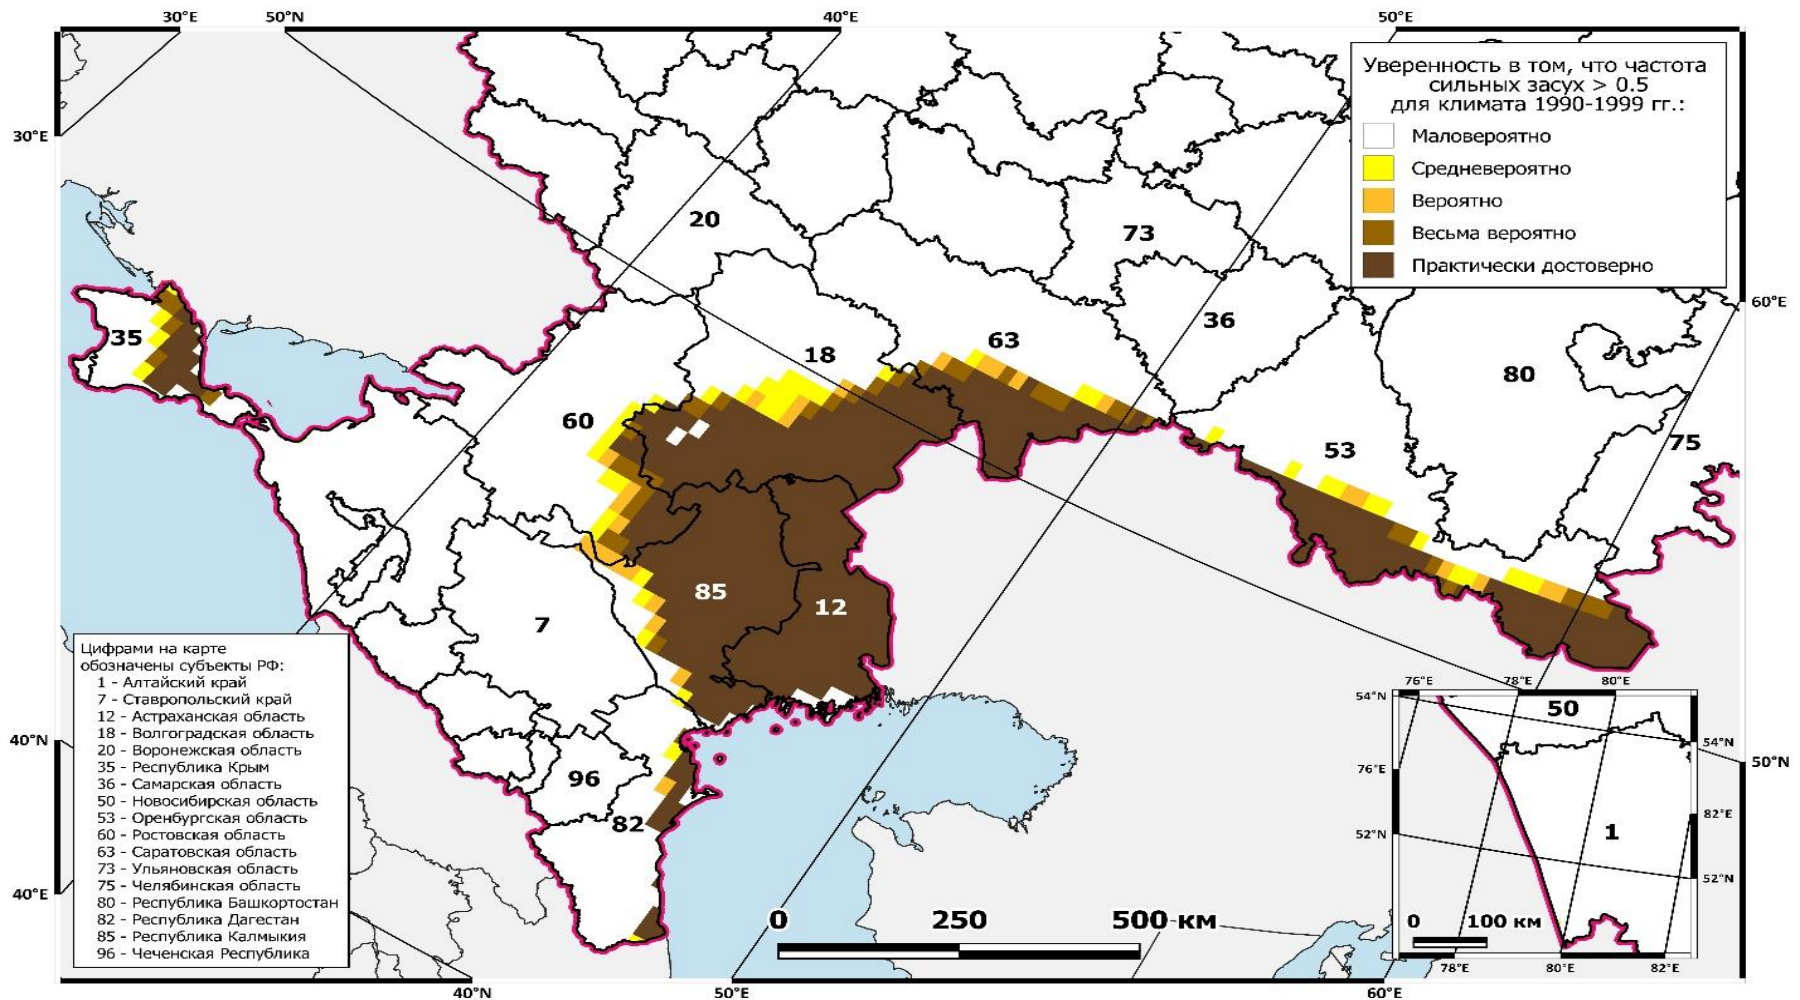 30°E 50°N 40°E 50°E
Уверенность в том, что частота
сильных засух > 0.5
для климата 1990-1999 гг.:
Маловероятно
Средневероятно
Вероятно
Весьма вероятно
Практически достоверно
30°E
20
73
60°E
35
36
63
18
80
60
53
75
85
12
7
Цифрами на карте
обозначены субъекты РФ:
1 - Алтайский край
7 - Ставропольский край
12 - Астраханская область
18 - Волгоградская область
20 - Воронежская область
35 - Республика Крым
36 - Самарская область
50 - Новосибирская область
53 - Оренбургская область
60 - Ростовская область
63 - Саратовская область
73 - Ульяновская область
75 - Челябинская область
80 - Республика Башкортостан
82 - Республика Дагестан
85 - Республика Калмыкия
96 - Чеченская Республика
40°N
40°E
96
82
0 250 500 км
76°E 78°E 80°E
54°N
50
54°N
76°E
82°E
52°N
1
52°N
0 100 км
78°E 80°E 82°E
50°N
40°N 50°E 60°E